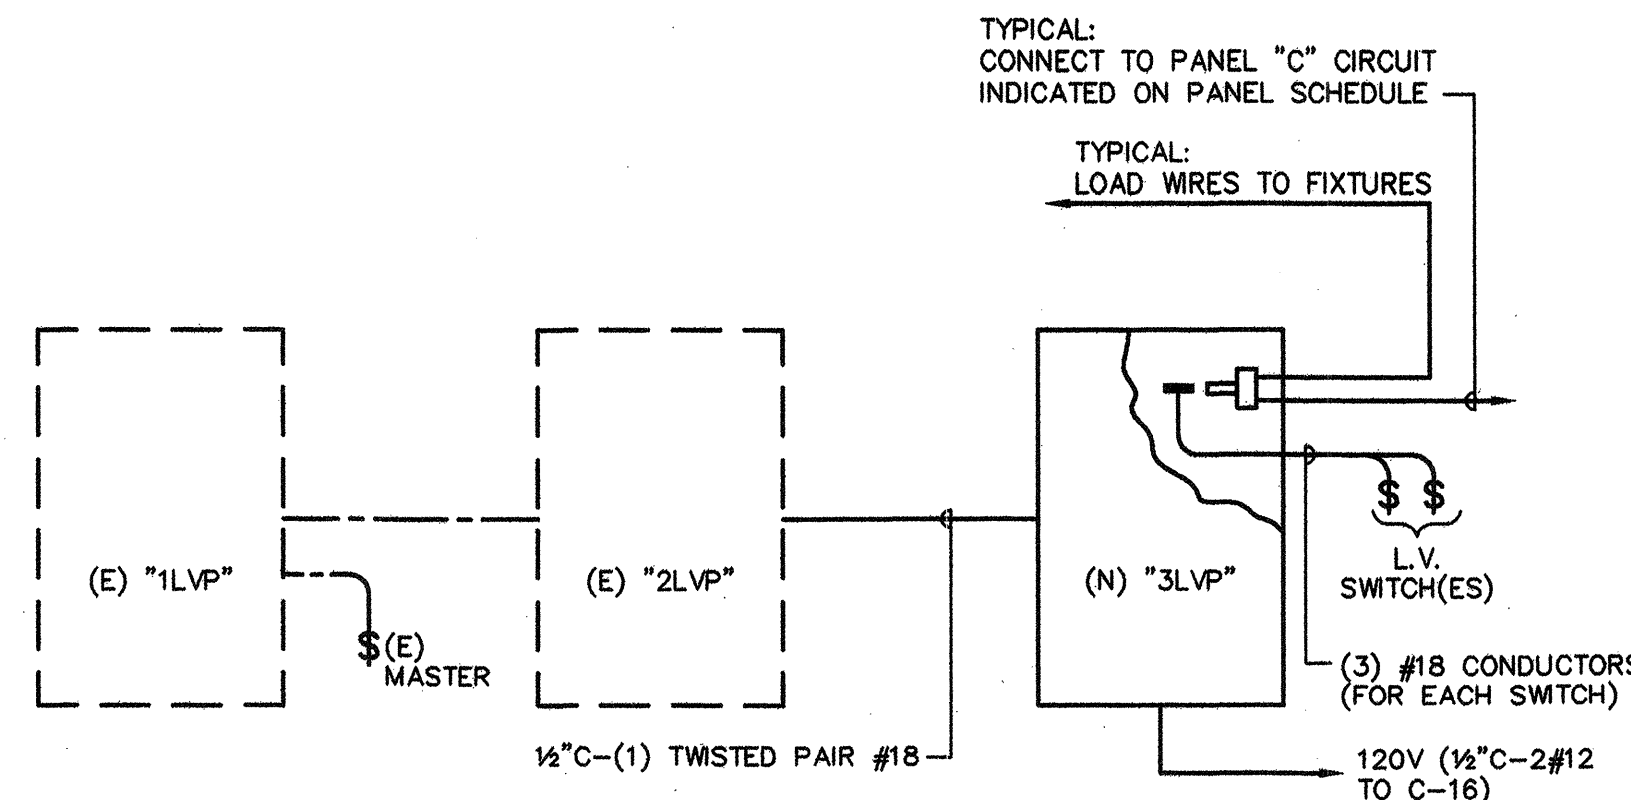 TYPICAL:
CONNECT TO PANEL "C" CIRCUIT
INDICATED ON PANEL SCHEDULE
TYPICAL:
LOAD WIRES TO FIXTURES
(E) "1LVP"
(E) "2LVP"
(N) "3LVP"
$ $
L.V.
SWITCH(ES)
$ (E)
MASTER
(3) #18 CONDUCTORS
(FOR EACH SWITCH)
½"C-(1) TWISTED PAIR #18
120V (½"C-2#12
TO C-16)